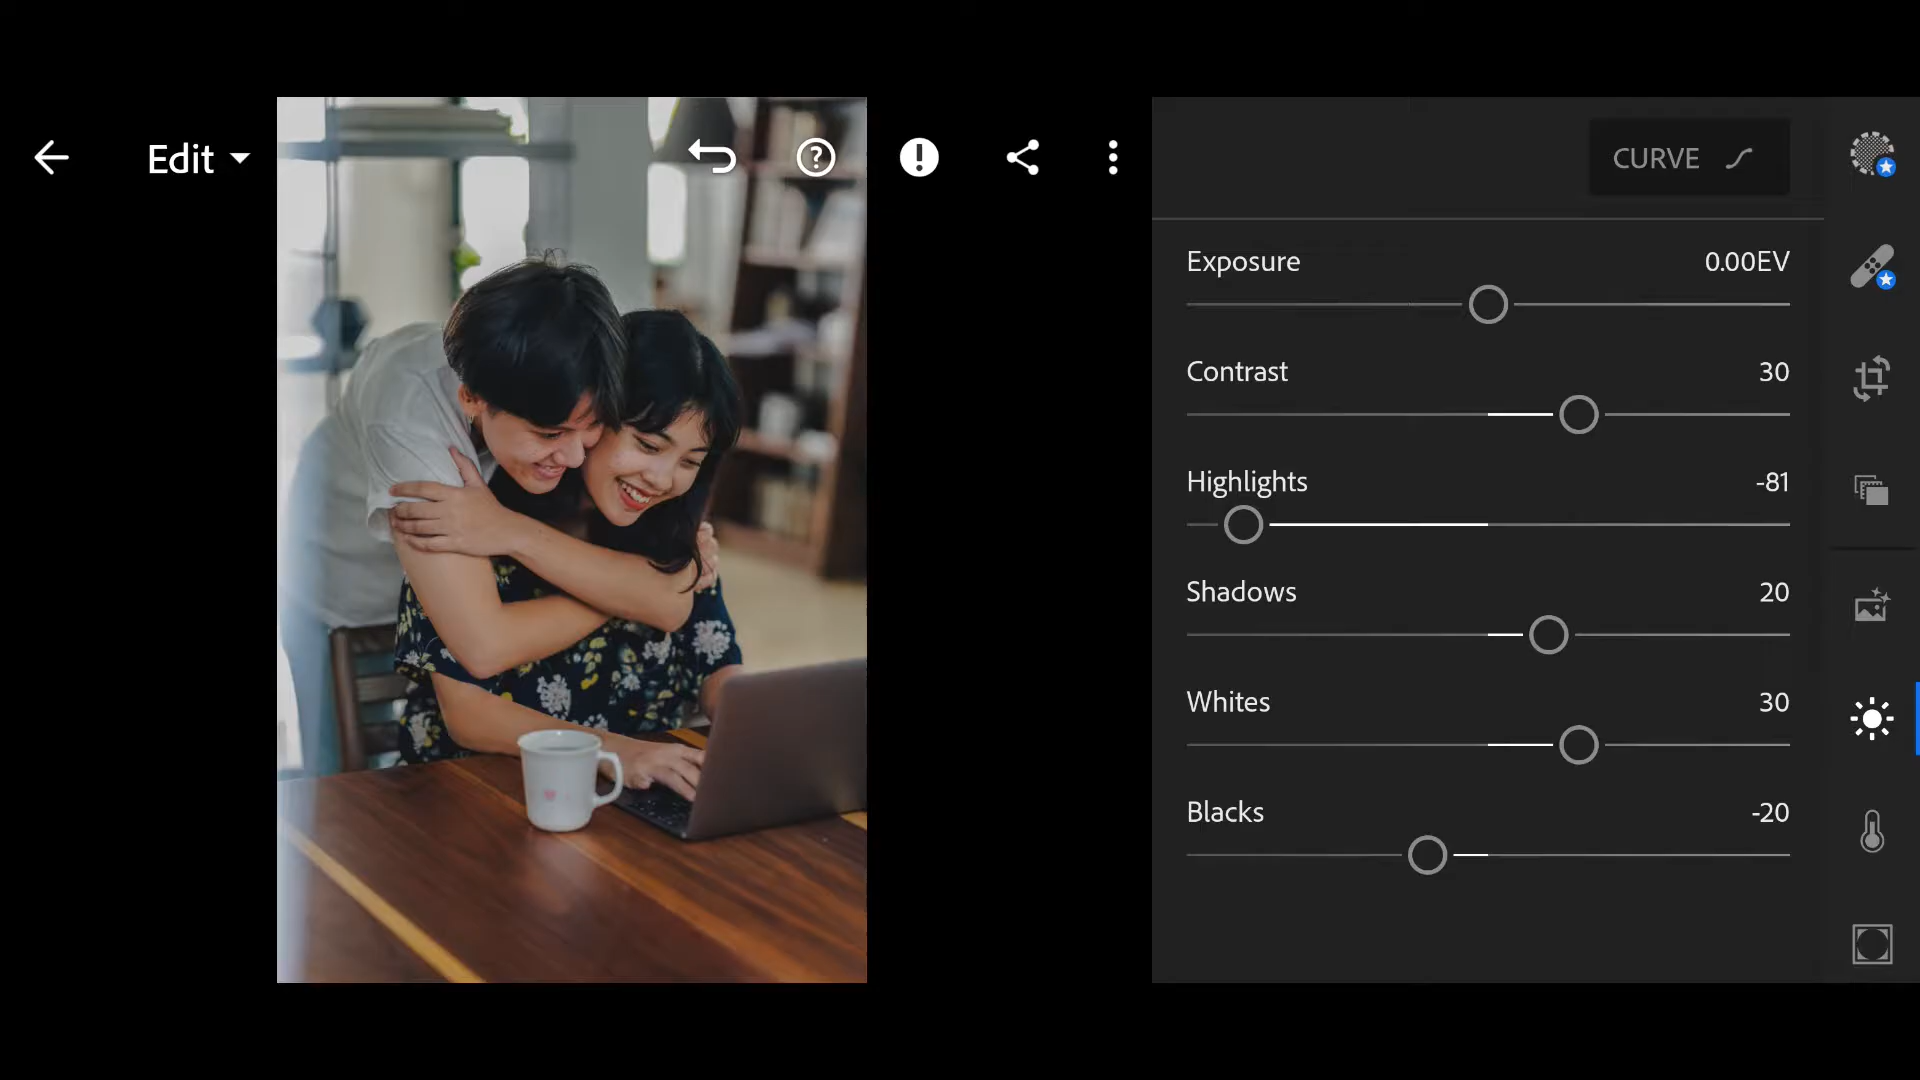 Edit
CURVE
Exposure 0.00EV
Contrast 30
Highlights -81
Shadows 20
Whites 30
Blacks -20